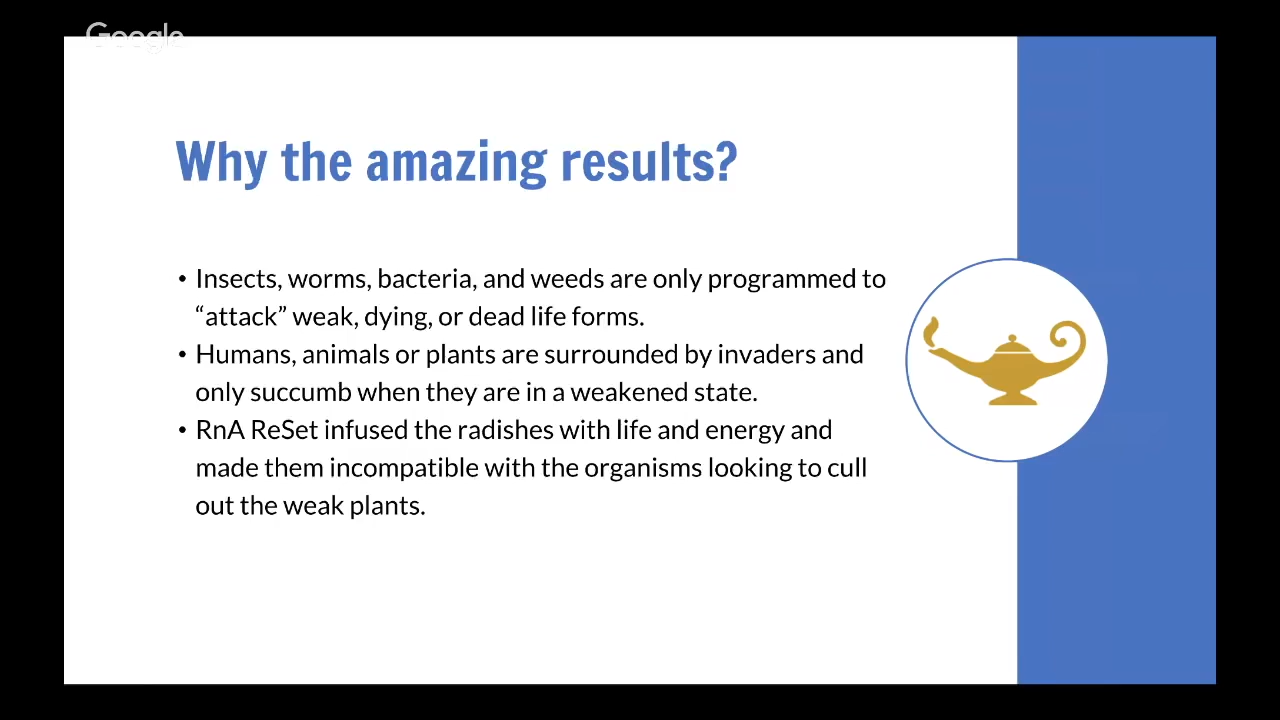 Google
Why the amazing results?
• Insects, worms, bacteria, and weeds are only programmed to
“attack” weak, dying, or dead life forms.
• Humans, animals or plants are surrounded by invaders and
only succumb when they are in a weakened state.
• RnA ReSet infused the radishes with life and energy and
made them incompatible with the organisms looking to cull
out the weak plants.